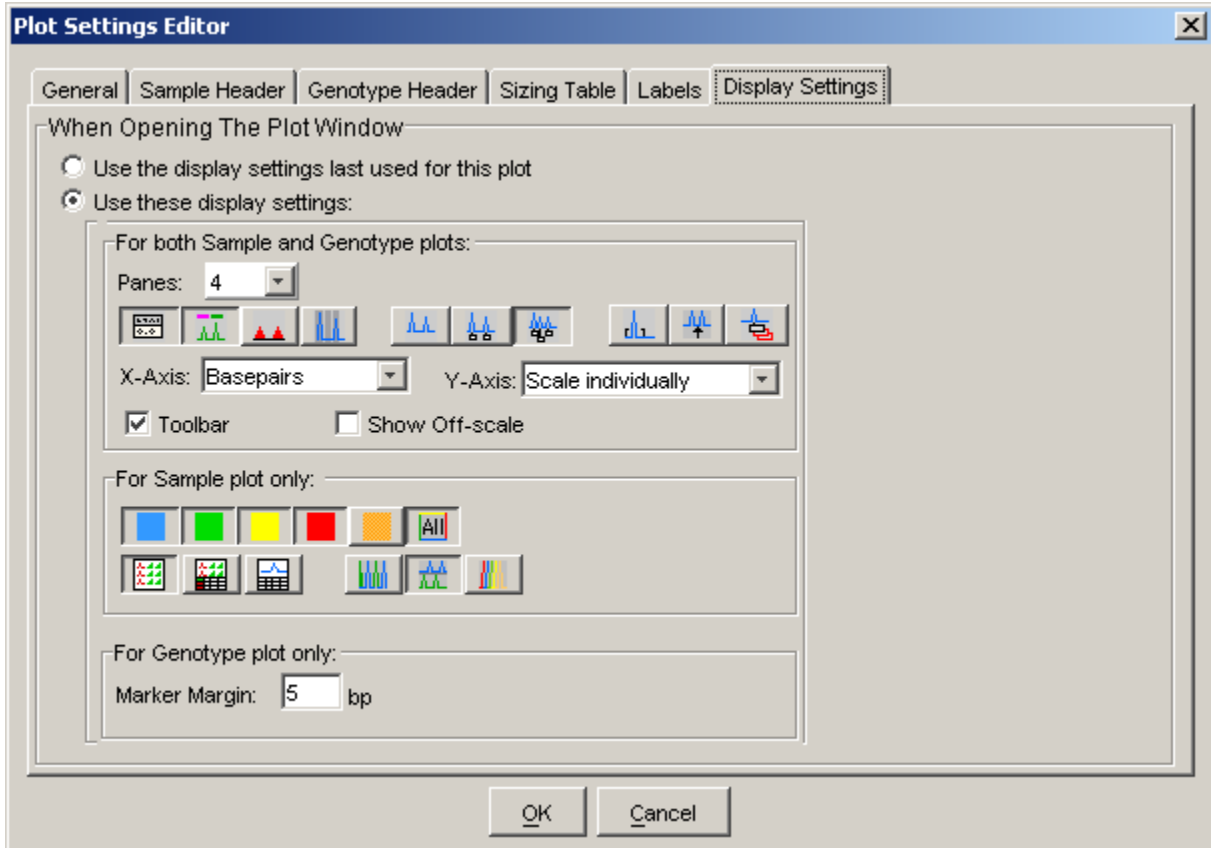 Plot Settings Editor
General Sample Header Genotype Header Sizing Table Labels Display Settings
When Opening The Plot Window
Use the display settings last used for this plot
Use these display settings:
For both Sample and Genotype plots:
Panes: 4
X-Axis: Basepairs Y-Axis: Scale individually
Toolbar Show Off-scale
For Sample plot only:
All
For Genotype plot only:
Marker Margin: 5 bp
OK Cancel